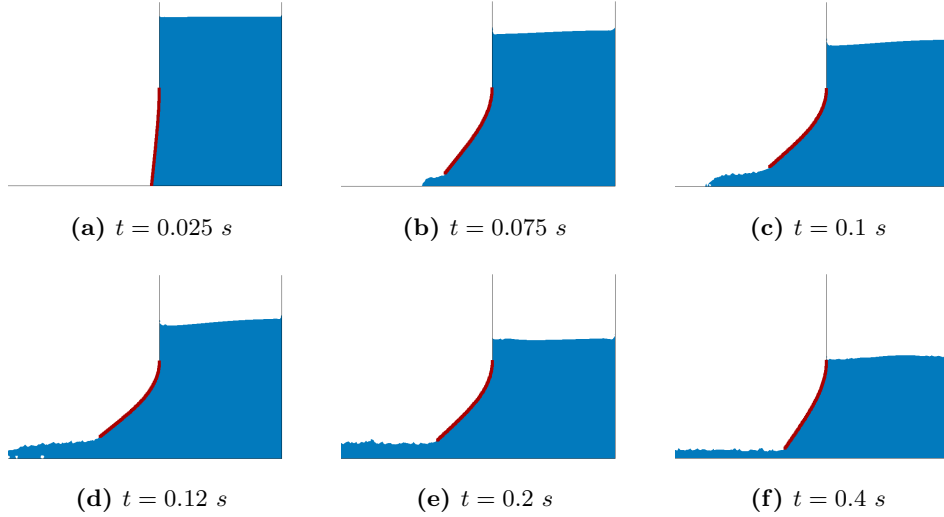 (a) t = 0.025 s
(b) t = 0.075 s
(c) t = 0.1 s
(d) t = 0.12 s
(e) t = 0.2 s
(f) t = 0.4 s